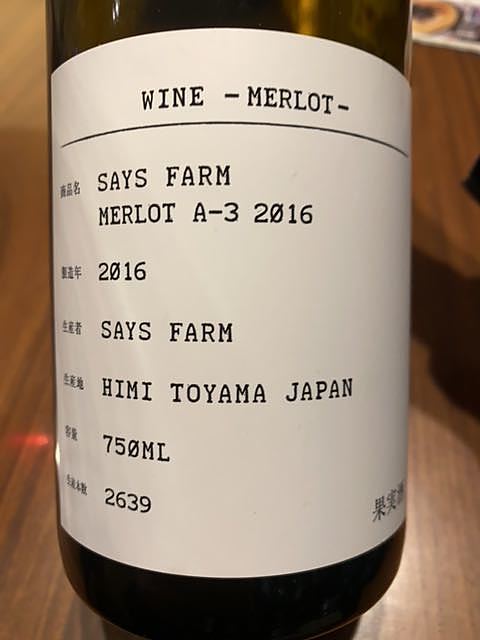 WINE -MERLOT-
商品名 SAYS FARM
MERLOT A-3 2016
製造年 2016
生産者 SAYS FARM
生産地 HIMI TOYAMA JAPAN
容量 750ML
生産本数 2639
果実酒